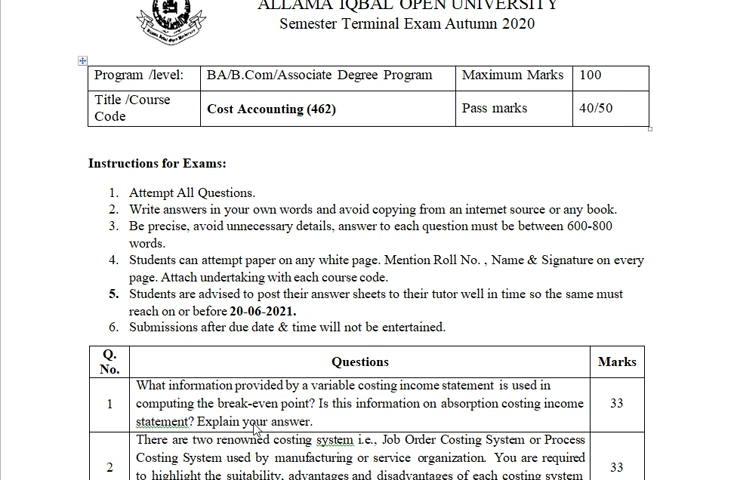 ALLAMA IQBAL OPEN UNIVERSITY
Semester Terminal Exam Autumn 2020
Program /level: BA/B.Com/Associate Degree Program Maximum Marks 100
Title /Course Code Cost Accounting (462) Pass marks 40/50
Instructions for Exams:
1. Attempt All Questions.
2. Write answers in your own words and avoid copying from an internet source or any book.
3. Be precise, avoid unnecessary details, answer to each question must be between 600-800
words.
4. Students can attempt paper on any white page. Mention Roll No. , Name & Signature on every
page. Attach undertaking with each course code.
5. Students are advised to post their answer sheets to their tutor well in time so the same must
reach on or before 20-06-2021.
6. Submissions after due date & time will not be entertained.
Q. No. Questions Marks
What information provided by a variable costing income statement is used in
1 computing the break-even point? Is this information on absorption costing income 33
statement? Explain your answer.
There are two renowned costing system i.e., Job Order Costing System or Process
2 Costing System used by manufacturing or service organization. You are required 33
to highlight the suitability, advantages and disadvantages of each costing system